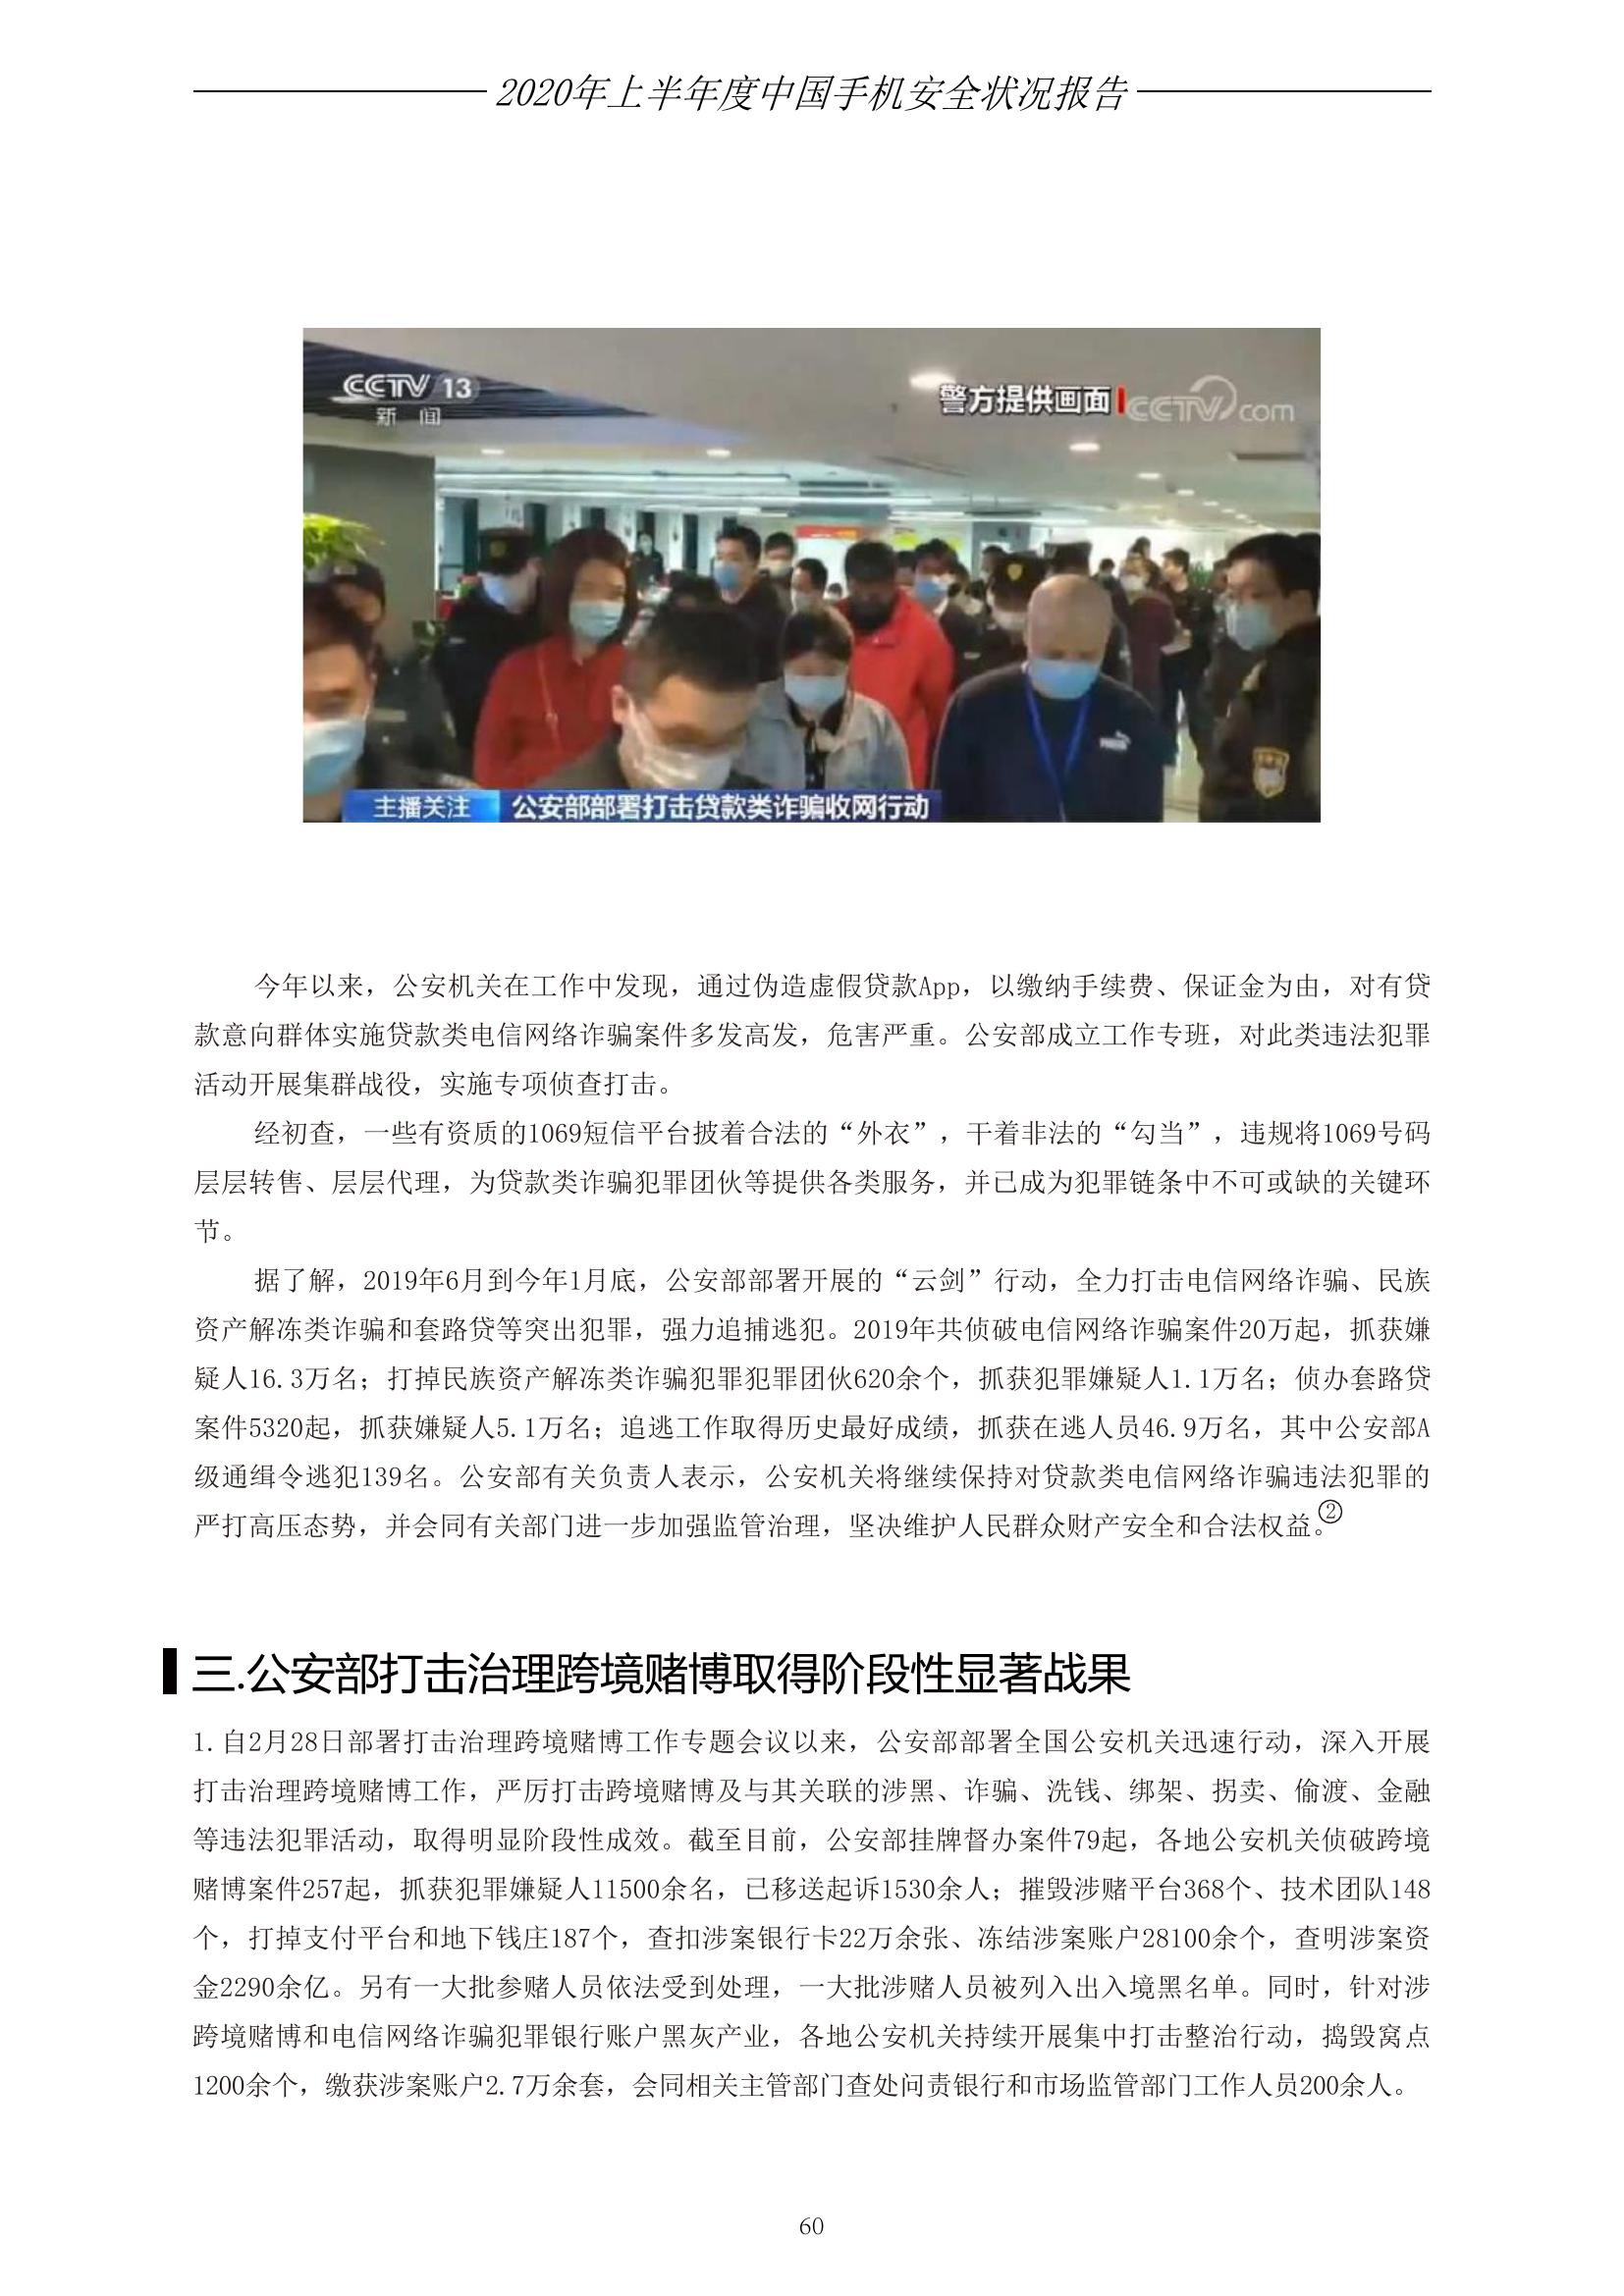 2020年上半年度中国手机安全状况报告
CCTV 13
新 闻
警方提供画面
CCTV com
主播关注 公安部部署打击贷款类诈骗收网行动
今年以来，公安机关在工作中发现，通过伪造虚假贷款App，以缴纳手续费、保证金为由，对有贷
款意向群体实施贷款类电信网络诈骗案件多发高发，危害严重。公安部成立工作专班，对此类违法犯罪
活动开展集群战役，实施专项侦查打击。
经初查，一些有资质的1069短信平台披着合法的“外衣”，干着非法的“勾当”，违规将1069号码
层层转售、层层代理，为贷款类诈骗犯罪团伙等提供各类服务，并已成为犯罪链条中不可或缺的关键环
节。
据了解，2019年6月到今年1月底，公安部部署开展的“云剑”行动，全力打击电信网络诈骗、民族
资产解冻类诈骗和套路贷等突出犯罪，强力追捕逃犯。2019年共侦破电信网络诈骗案件20万起，抓获嫌
疑人16.3万名；打掉民族资产解冻类诈骗犯罪犯罪团伙620余个，抓获犯罪嫌疑人1.1万名；侦办套路贷
案件5320起，抓获嫌疑人5.1万名；追逃工作取得历史最好成绩，抓获在逃人员46.9万名，其中公安部A
级通缉令逃犯139名。公安部有关负责人表示，公安机关将继续保持对贷款类电信网络诈骗违法犯罪的
严打高压态势，并会同有关部门进一步加强监管治理，坚决维护人民群众财产安全和合法权益。②
三.公安部打击治理跨境赌博取得阶段性显著战果
1.自2月28日部署打击治理跨境赌博工作专题会议以来，公安部部署全国公安机关迅速行动，深入开展
打击治理跨境赌博工作，严厉打击跨境赌博及与其关联的涉黑、诈骗、洗钱、绑架、拐卖、偷渡、金融
等违法犯罪活动，取得明显阶段性成效。截至目前，公安部挂牌督办案件79起，各地公安机关侦破跨境
赌博案件257起，抓获犯罪嫌疑人11500余名，已移送起诉1530余人；摧毁涉赌平台368个、技术团队148
个，打掉支付平台和地下钱庄187个，查扣涉案银行卡22万余张、冻结涉案账户28100余个，查明涉案资
金2290余亿。另有一大批参赌人员依法受到处理，一大批涉赌人员被列入出入境黑名单。同时，针对涉
跨境赌博和电信网络诈骗犯罪银行账户黑灰产业，各地公安机关持续开展集中打击整治行动，捣毁窝点
1200余个，缴获涉案账户2.7万余套，会同相关主管部门查处问责银行和市场监管部门工作人员200余人。
60